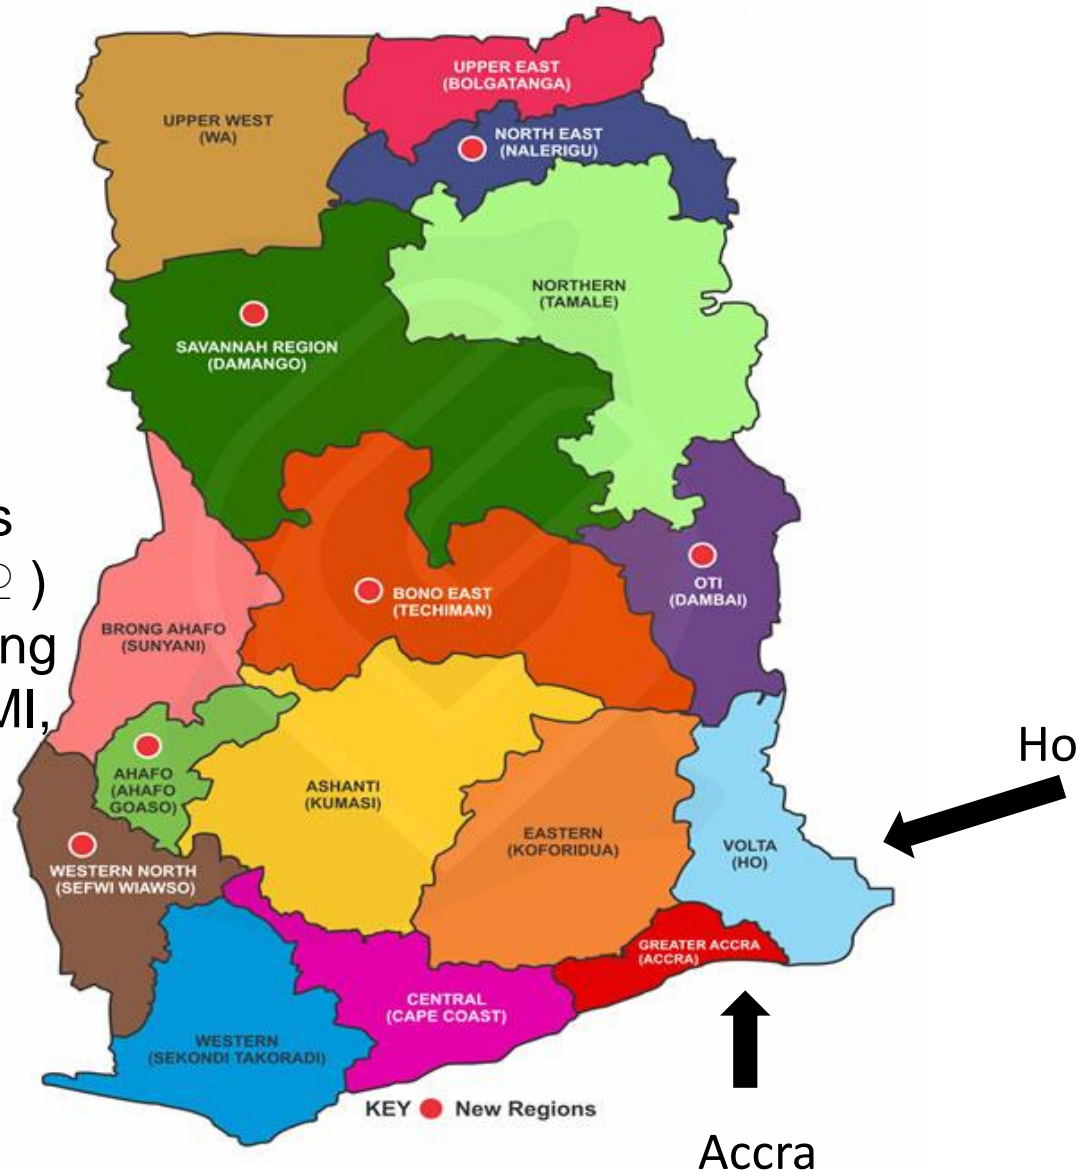 UPPER EAST
(BOLGATANGA)
UPPER WEST
(WA)
NORTH EAST
(NALERIGU)
NORTHERN
(TAMALE)
SAVANNAH REGION
(DAMANGO)
s
)
OTI
(DAMBAI)
BONO EAST
(TECHIMAN)
BRONG AHAFO
(SUNYANI)
ng
MI,
Ho
AHAFO
(AHAFO
GOASO)
ASHANTI
(KUMASI)
EASTERN
(KOFORIDUA)
VOLTA
(HO)
WESTERN NORTH
(SEFWI WIAWSO)
GREATER ACCRA
(ACCRA)
CENTRAL
(CAPE COAST)
WESTERN
(SEKONDI TAKORADI)
KEY New Regions
Accra